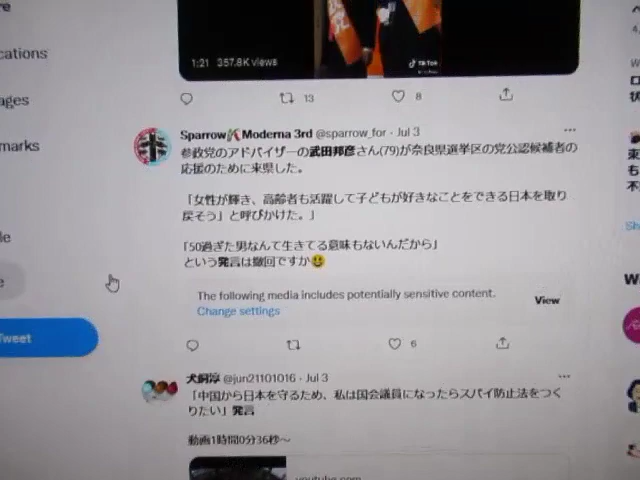 cations
ages
marks
le
e
weet
1:21 357.8K views
TikTok
13
8
Sparrow Moderna 3rd @sparrow_for · Jul 3
参政党のアドバイザーの武田邦彦さん(79)が奈良県選挙区の党公認候補者の
応援のために来県した。
「女性が輝き、高齢者も活躍して子どもが好きなことをできる日本を取り
戻そう」と呼びかけた。」
「50過ぎた男なんて生きてる意味もないんだから」
という発言は撤回ですか
The following media includes potentially sensitive content.
Change settings
View
6
犬飼淳 @jun21101016 · Jul 3
「中国から日本を守るため、私は国会議員になったらスパイ防止法をつく
りたい」発言
動画1時間0分36秒～
youtube.com
W
東
も
不
Sh
W